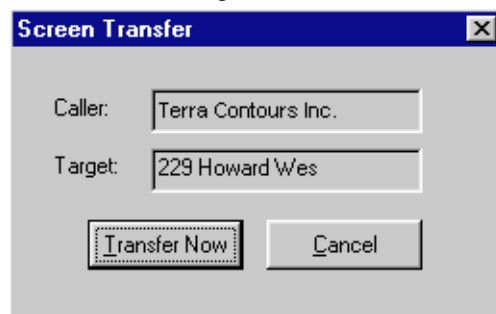 Screen Transfer
Caller: Terra Contours Inc.
Target: 229 Howard Wes
Transfer Now Cancel